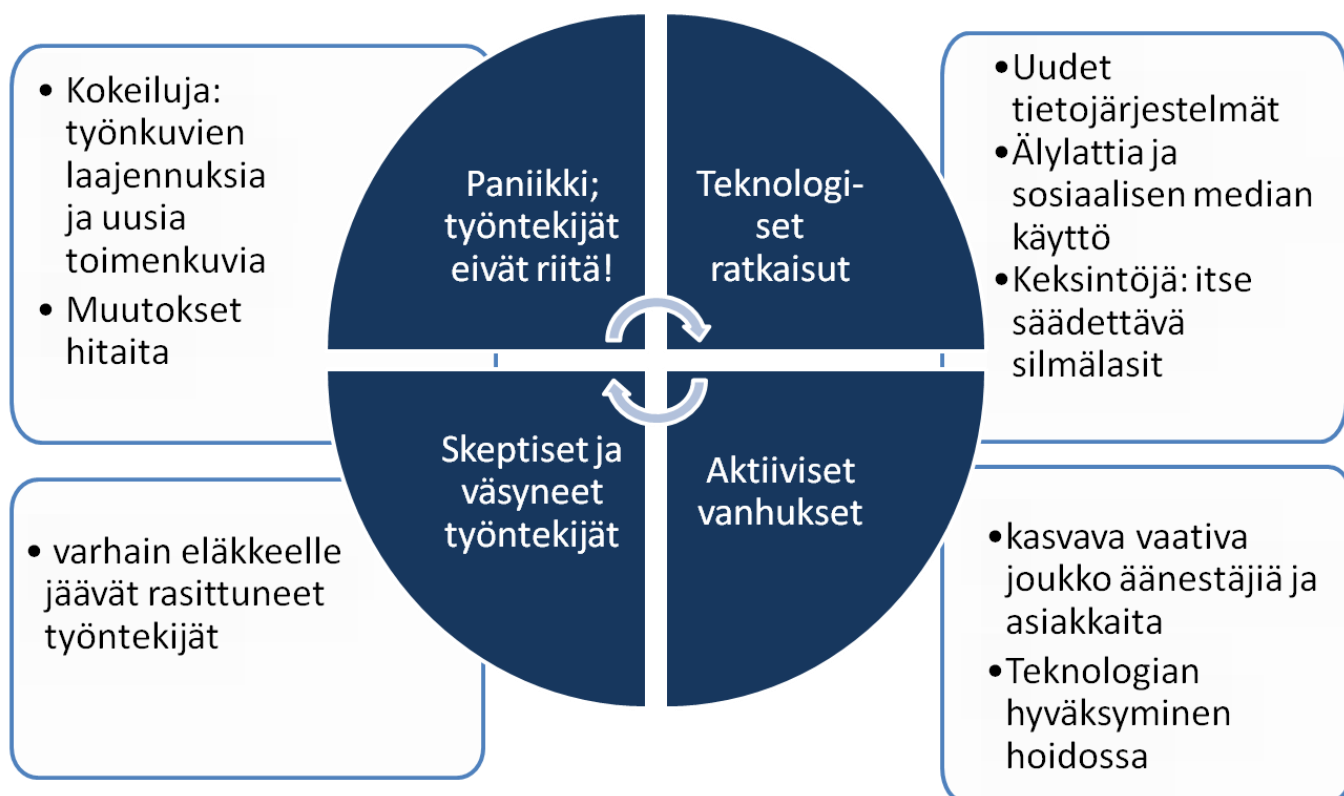 • Kokeiluja:
työnkuvien
laajennuksia
ja uusia
toimenkuvia
• Muutokset
hitaita
Paniikki;
työntekijät
eivät riitä!
Teknologi-
set
ratkaisut
•Uudet
tietojärjestelmät
•Älylattia ja
sosiaalisen median
käyttö
•Keksintöjä: itse
säädettävä
silmälasit
• varhain eläkkeelle
jäävät rasittuneet
työntekijät
Skeptiset ja
väsyneet
työntekijät
Aktiiviset
vanhukset
•kasvava vaativa
joukko äänestäjiä ja
asiakkaita
•Teknologian
hyväksyminen
hoidossa